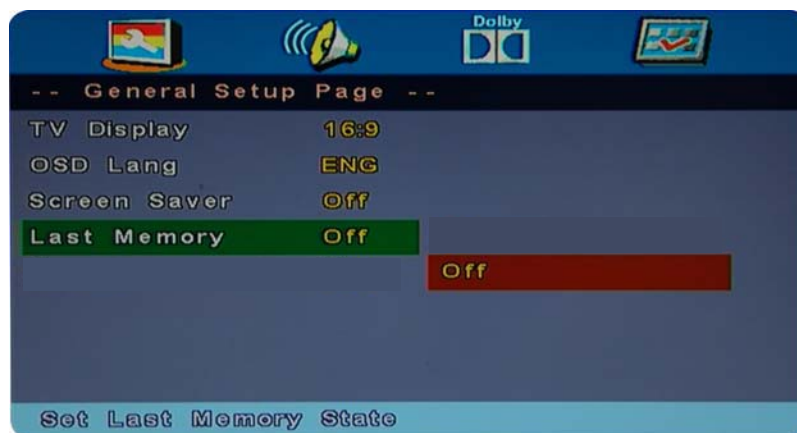 Dolby
-- General Setup Page --
TV Display 16:9
OSD Lang ENG
Screen Saver Off
Last Memory Off
Off
Set Last Memory State